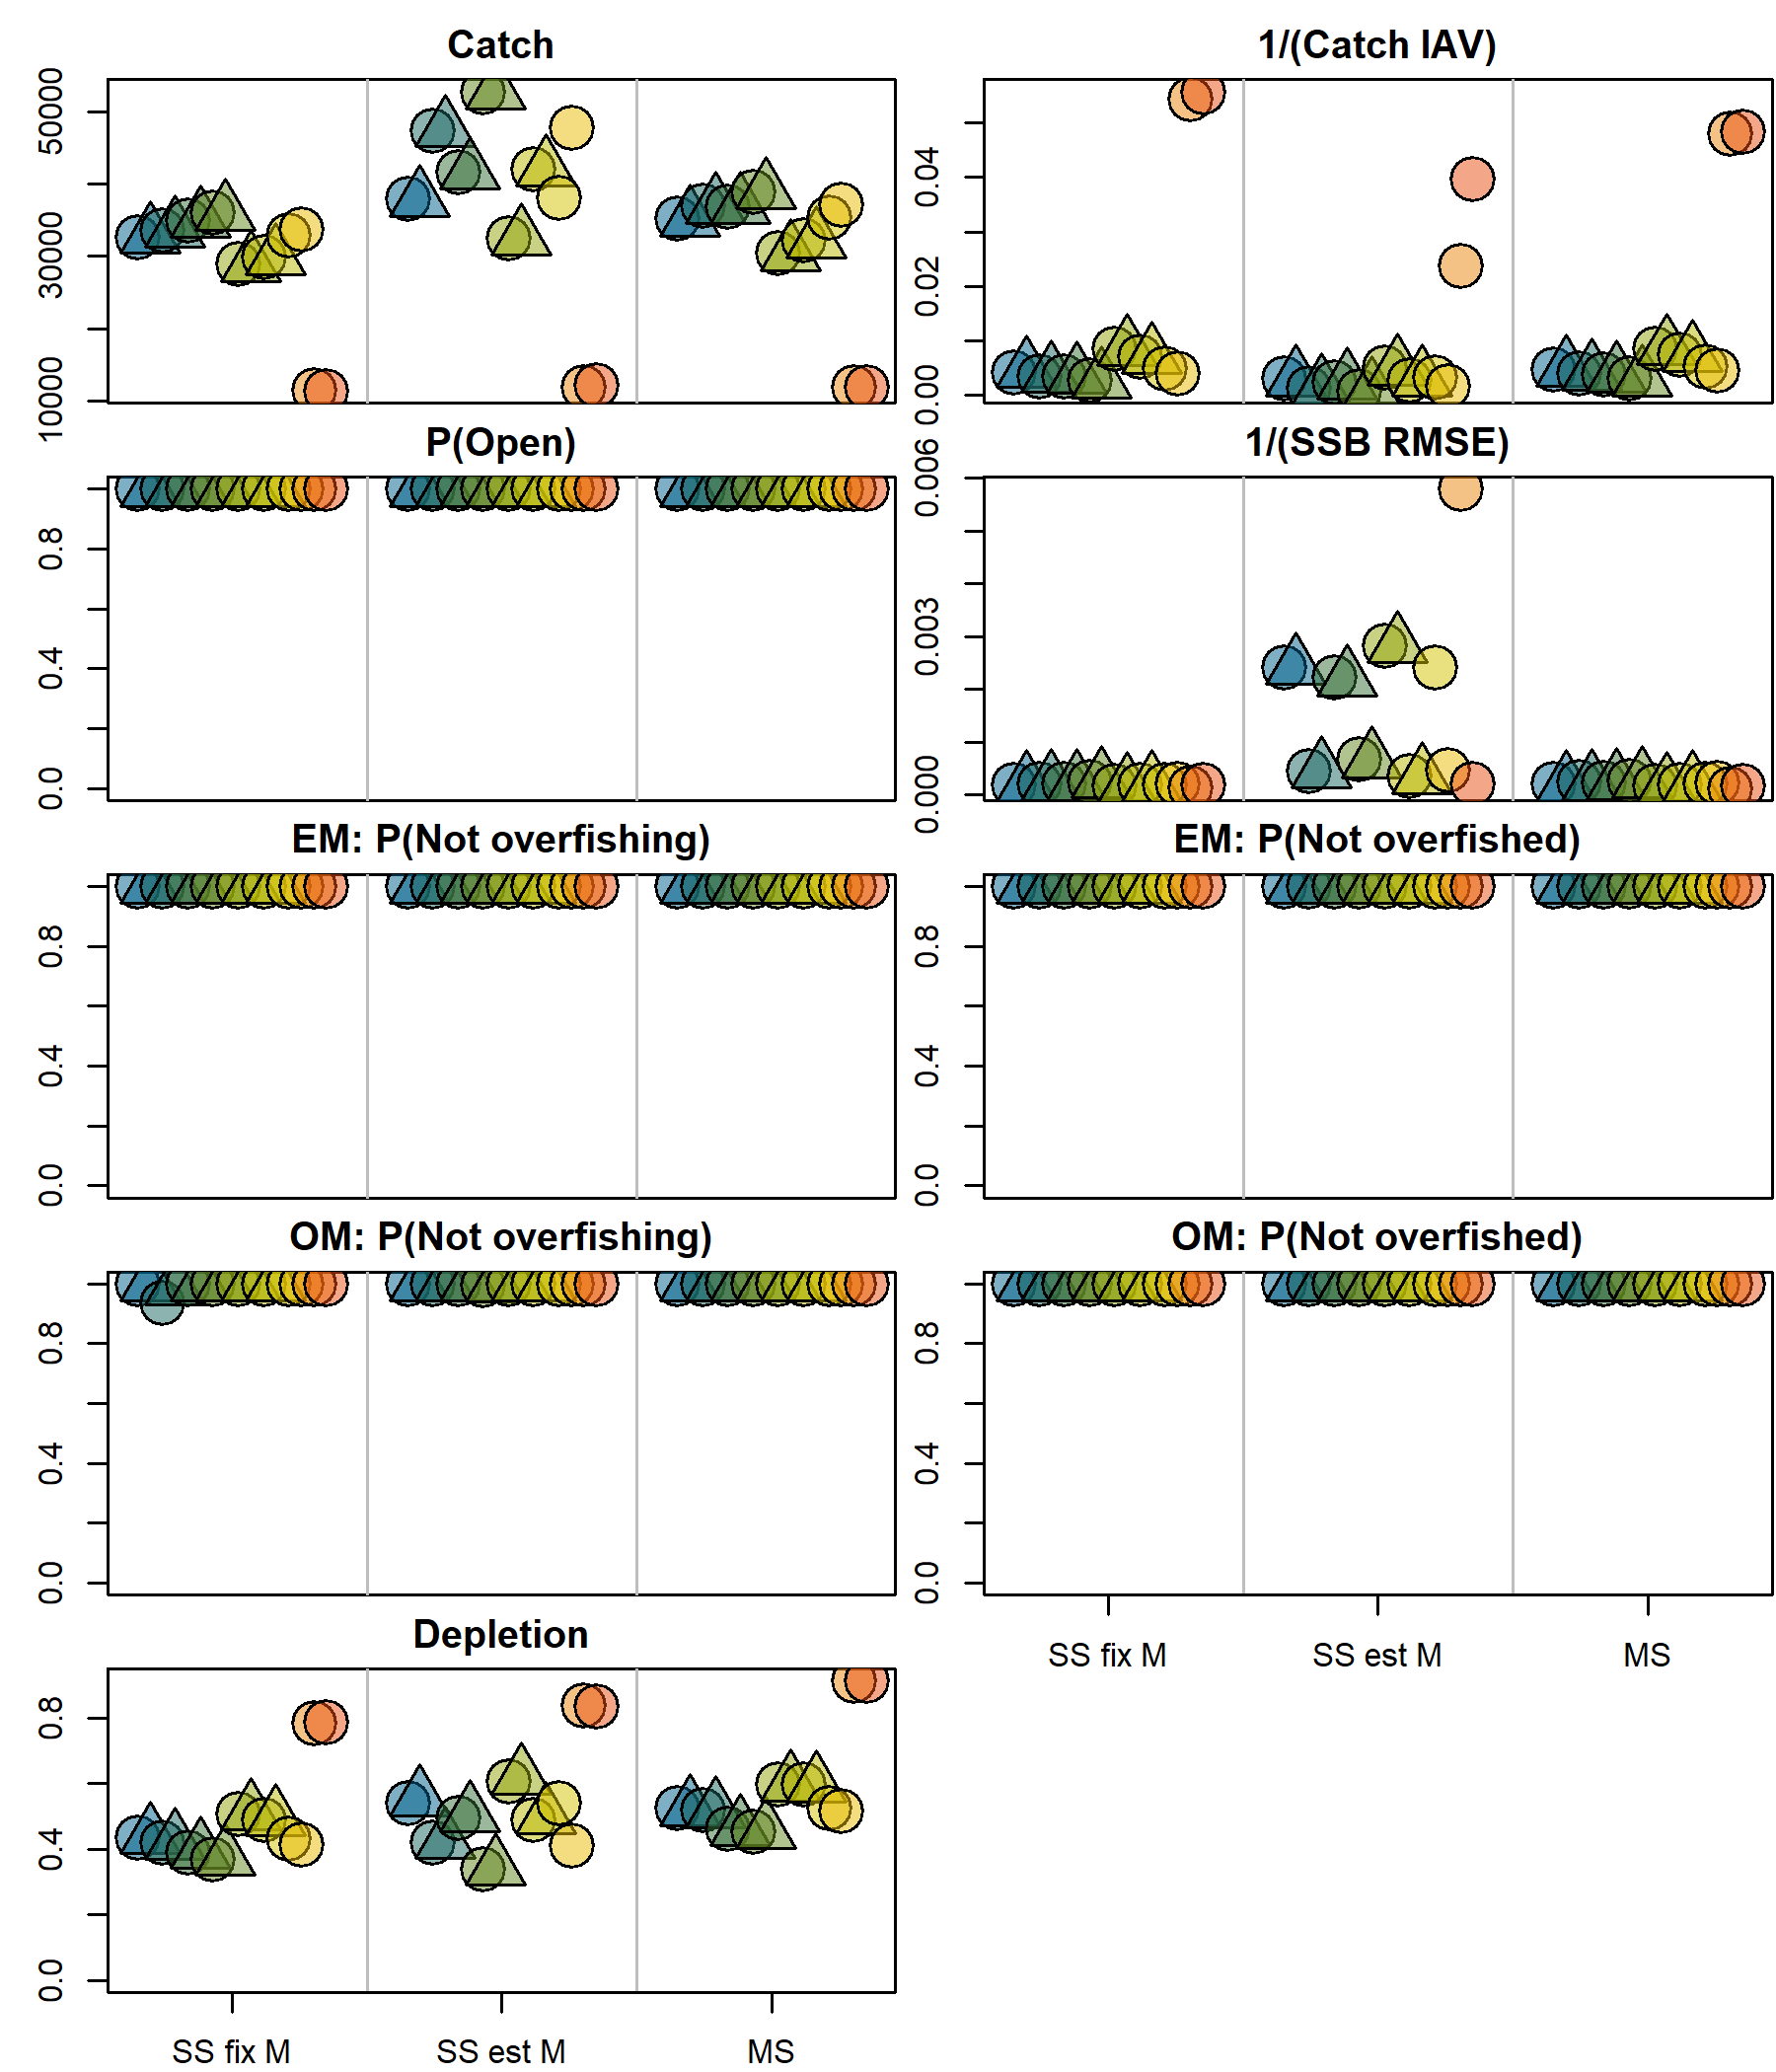 Catch
1/(Catch IAV)
50000
30000
10000
0.04
0.02
0.00
P(Open)
1/(SSB RMSE)
0.8
0.4
0.0
0.006
0.003
0.000
EM: P(Not overfishing)
EM: P(Not overfished)
0.8
0.4
0.0
0.8
0.4
0.0
OM: P(Not overfishing)
OM: P(Not overfished)
0.8
0.4
0.0
0.8
0.4
0.0
SS fix M
SS est M
MS
Depletion
0.8
0.4
0.0
SS fix M
SS est M
MS